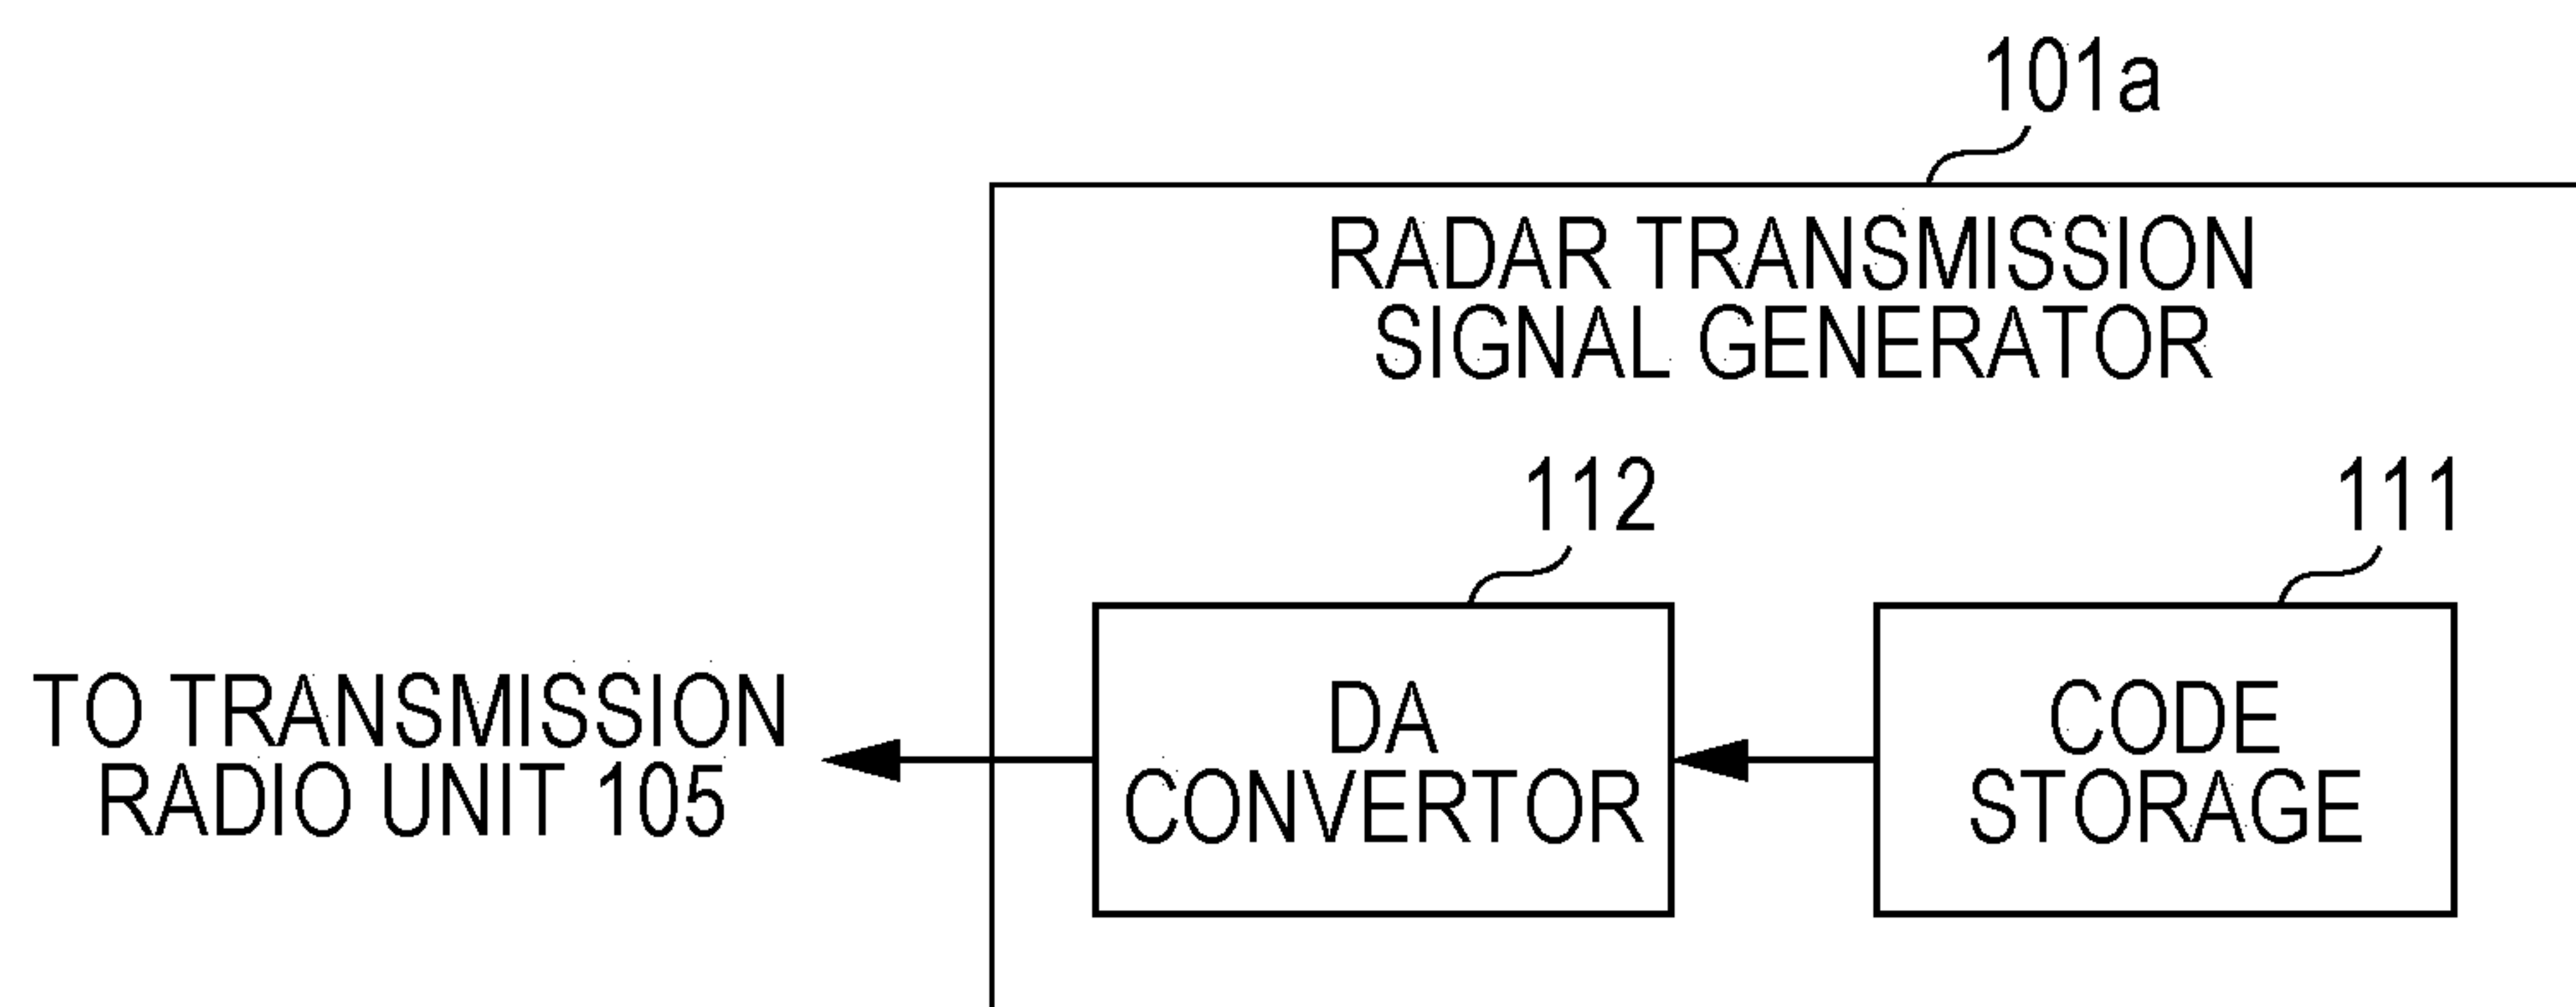 101a
RADAR TRANSMISSION
SIGNAL GENERATOR
112
111
TO TRANSMISSION
RADIO UNIT 105
DA
CONVERTOR
CODE
STORAGE